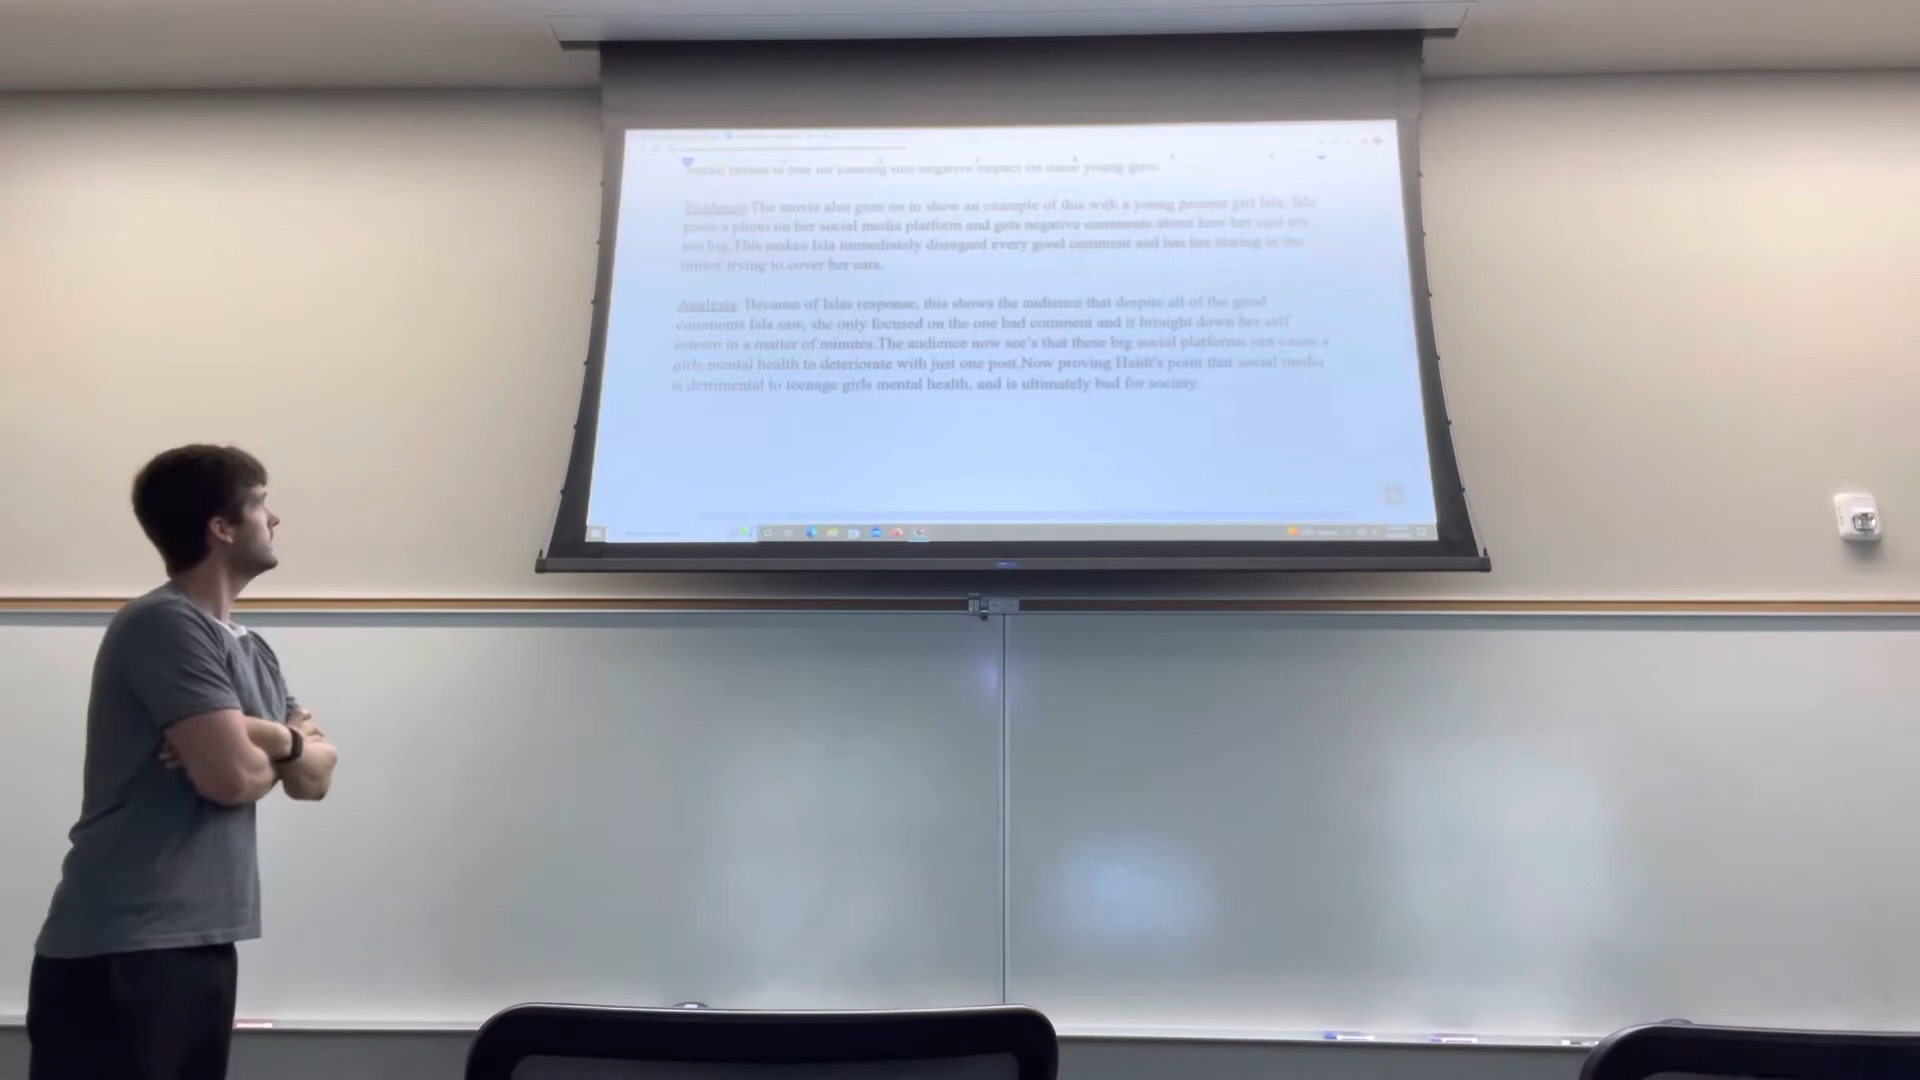 social media is one for causing one negative impact on some young girls.
Evidence:The movie also goes on to show an example of this with a young preteen girl Isla. Isla
posts a photo on her social media platform and gets negative comments about how her ears are
too big.This makes Isla immediately disregard every good comment and has her staring in the
mirror trying to cover her ears.
Analysis: Because of Islas response, this shows the audience that despite all of the good
comments Isla saw, she only focused on the one bad comment and it brought down her self
esteem in a matter of minutes.The audience now see's that these big social platforms can cause a
girls mental health to deteriorate with just one post.Now proving Haidt's point that social media
is detrimental to teenage girls mental health, and is ultimately bad for society.